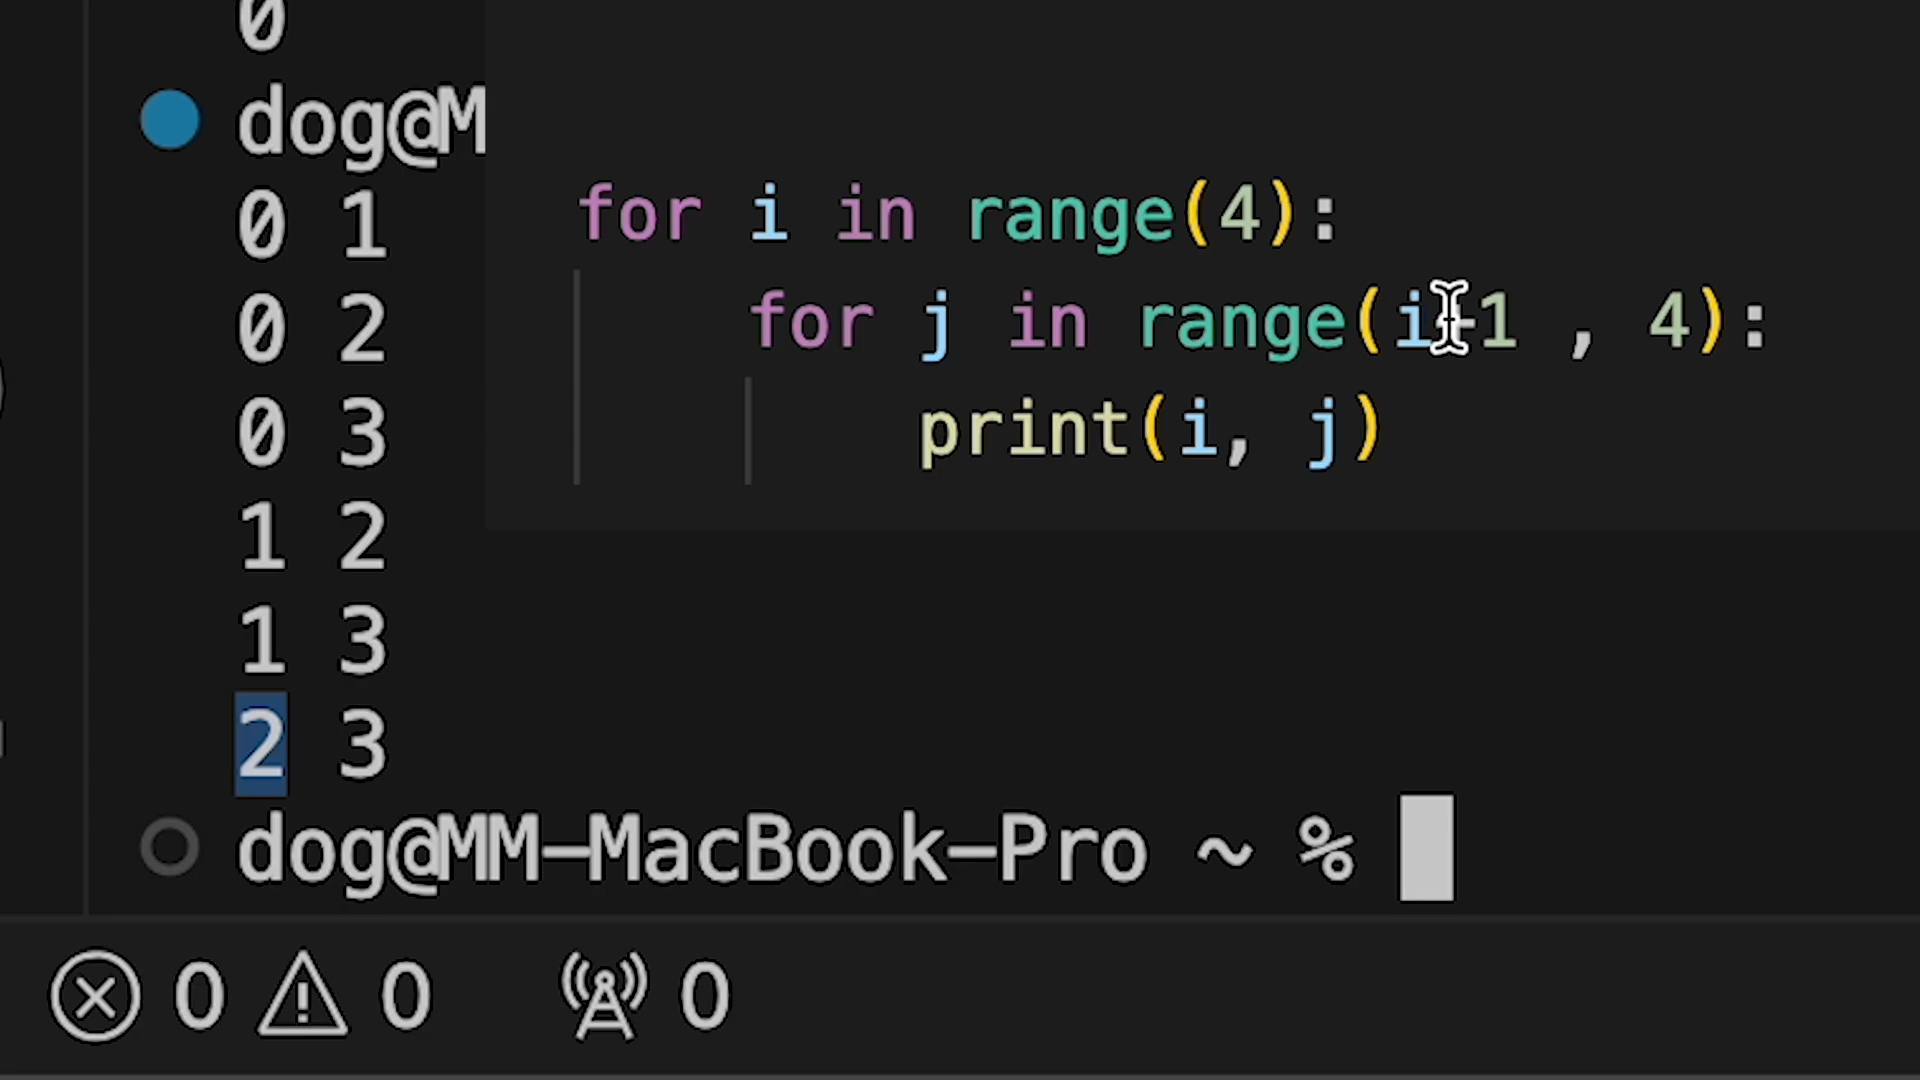 0
dog@M
0 1
0 2
0 3
1 2
1 3
2 3
dog@MM-MacBook-Pro ~ %
for i in range(4):
for j in range(i+1 , 4):
print(i, j)
0 0 0